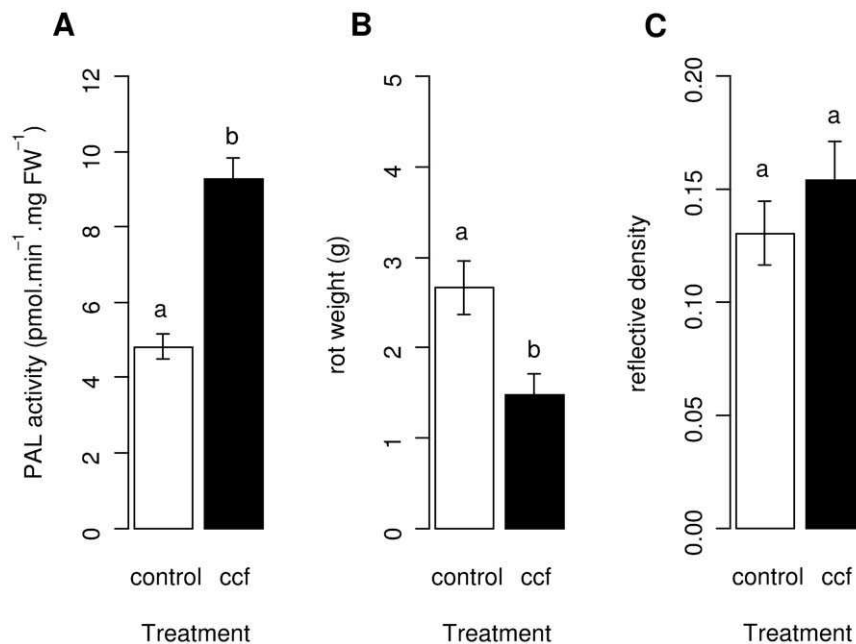 A
PAL activity (pmol.min⁻¹.mg FW⁻¹)
12
10
8
6
4
2
0
a
b
control ccf
Treatment
B
rot weight (g)
5
4
3
2
1
0
a
b
control ccf
Treatment
C
reflective density
0.20
0.15
0.10
0.05
0.00
a
a
control ccf
Treatment